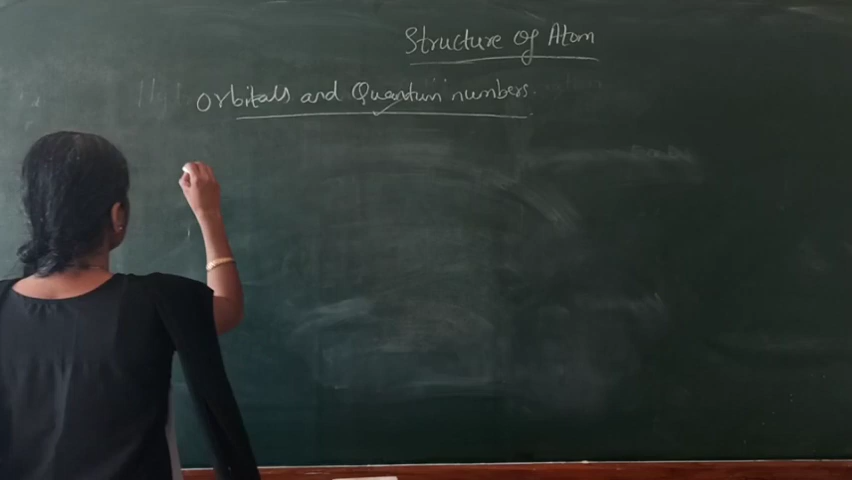 Structure of Atom
Orbitals and Quantum numbers.